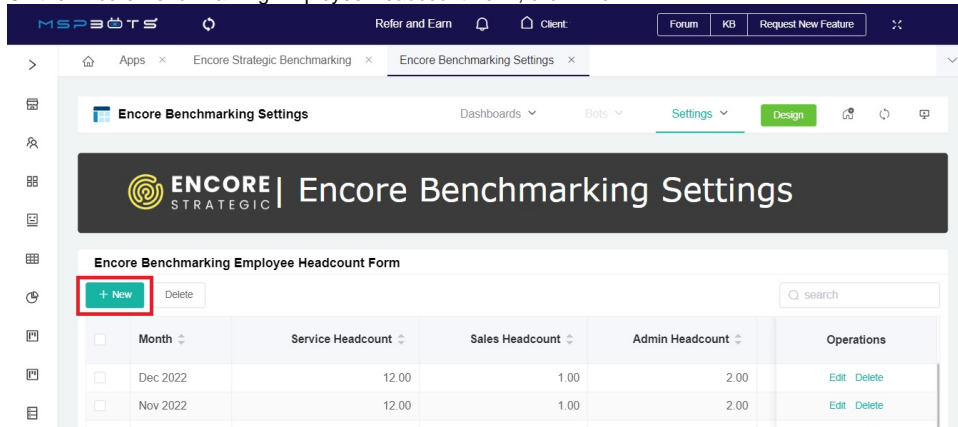 MSPBOTS Refer and Earn Client: Forum KB Request New Feature
Apps × Encore Strategic Benchmarking × Encore Benchmarking Settings ×
Encore Benchmarking Settings Dashboards Bots Settings Design
ENCORE STRATEGIC | Encore Benchmarking Settings
Encore Benchmarking Employee Headcount Form
+ New Delete search
Month Service Headcount Sales Headcount Admin Headcount Operations
Dec 2022 12.00 1.00 2.00 Edit Delete
Nov 2022 12.00 1.00 2.00 Edit Delete